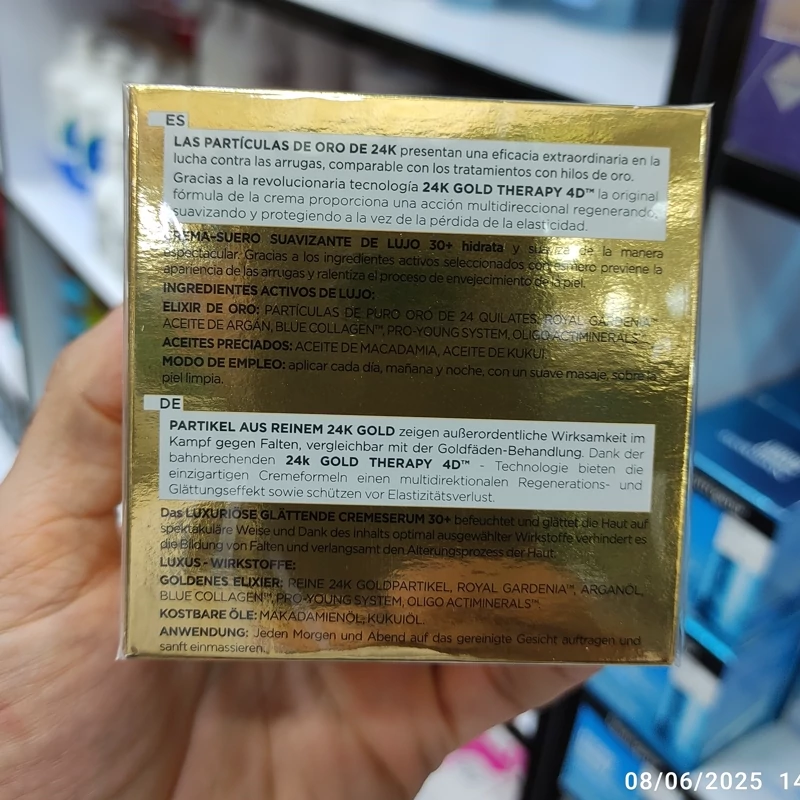 ES
LAS PARTÍCULAS DE ORO DE 24K presentan una eficacia extraordinaria en la
lucha contra las arrugas, comparable con los tratamientos con hilos de oro.
Gracias a la revolucionaria tecnología 24K GOLD THERAPY 4D™ la original
fórmula de la crema proporciona una acción multidireccional regenerando,
suavizando y protegiendo a la vez de la pérdida de la elasticidad.
CREMA-SUERO SUAVIZANTE DE LUJO 30+ hidrata y suaviza de la manera
espectacular. Gracias a los ingredientes activos seleccionados con esmero previene la
apariencia de las arrugas y ralentiza el proceso de envejecimiento de la piel.
INGREDIENTES ACTIVOS DE LUJO:
ELIXIR DE ORO: PARTÍCULAS DE PURO ORO DE 24 QUILATES, ROYAL GARDENIA™,
ACEITE DE ARGÁN, BLUE COLLAGEN™, PRO-YOUNG SYSTEM, OLIGO ACTIMINERALS™.
ACEITES PRECIADOS: ACEITE DE MACADAMIA, ACEITE DE KUKUI.
MODO DE EMPLEO: aplicar cada día, mañana y noche, con un suave masaje, sobre la
piel limpia.
DE
PARTIKEL AUS REINEM 24K GOLD zeigen außerordentliche Wirksamkeit im
Kampf gegen Falten, vergleichbar mit der Goldfäden-Behandlung. Dank der
bahnbrechenden 24k GOLD THERAPY 4D™ - Technologie bieten die
einzigartigen Cremeformeln einen multidirektionalen Regenerations- und
Glättungseffekt sowie schützen vor Elastizitätsverlust.
Das LUXURIÖSE GLÄTTENDE CREMESERUM 30+ befeuchtet und glättet die Haut auf
spektakuläre Weise und Dank des Inhalts optimal ausgewählter Wirkstoffe verhindert es
die Bildung von Falten und verlangsamt den Alterungsprozess der Haut.
LUXUS - WIRKSTOFFE:
GOLDENES ELIXIER: REINE 24K GOLDPARTIKEL, ROYAL GARDENIA™, ARGANÖL,
BLUE COLLAGEN™, PRO-YOUNG SYSTEM, OLIGO ACTIMINERALS™.
KOSTBARE ÖLE: MAKADAMIENÖL, KUKUIÖL.
ANWENDUNG: Jeden Morgen und Abend auf das gereinigte Gesicht auftragen und
sanft einmassieren.
08/06/2025 14